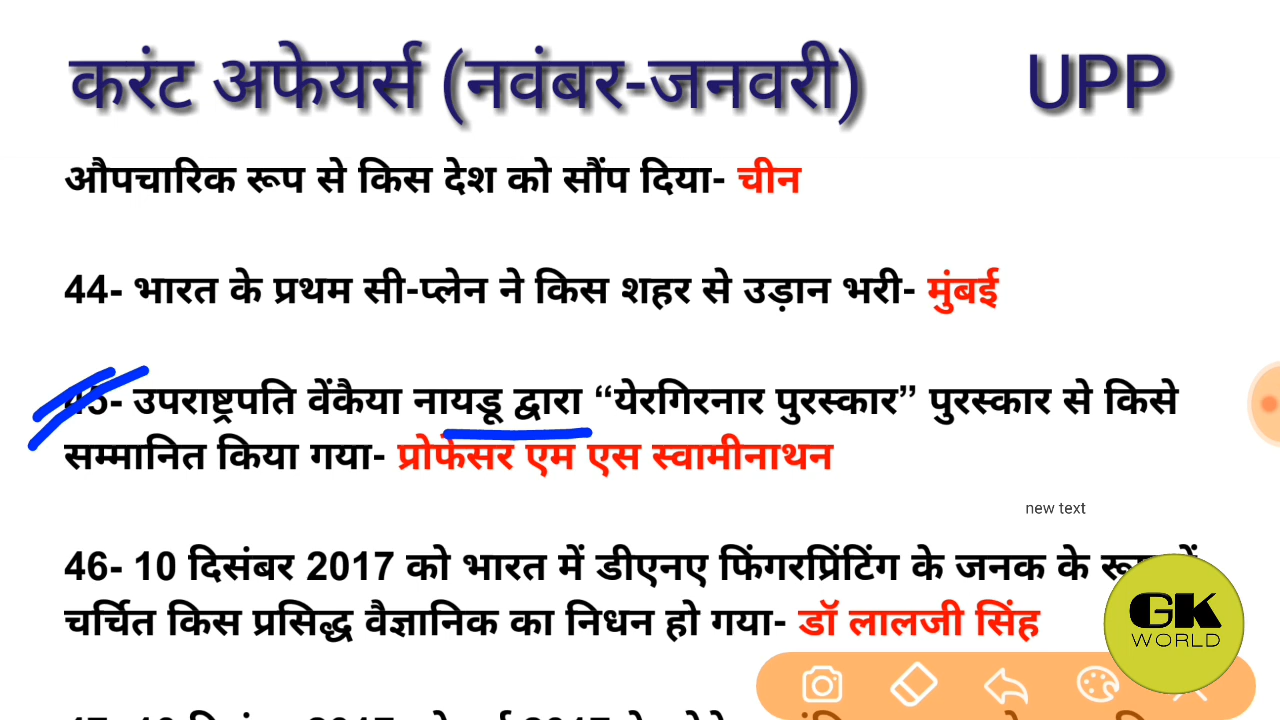 करंट अफेयर्स (नवंबर-जनवरी) UPP
औपचारिक रूप से किस देश को सौंप दिया- चीन
44- भारत के प्रथम सी-प्लेन ने किस शहर से उड़ान भरी- मुंबई
45- उपराष्ट्रपति वेंकैया नायडू द्वारा “येरगिरनार पुरस्कार” पुरस्कार से किसे
सम्मानित किया गया- प्रोफेसर एम एस स्वामीनाथन
new text
46- 10 दिसंबर 2017 को भारत में डीएनए फिंगरप्रिंटिंग के जनक के रूप में
चर्चित किस प्रसिद्ध वैज्ञानिक का निधन हो गया- डॉ लालजी सिंह
GK
WORLD